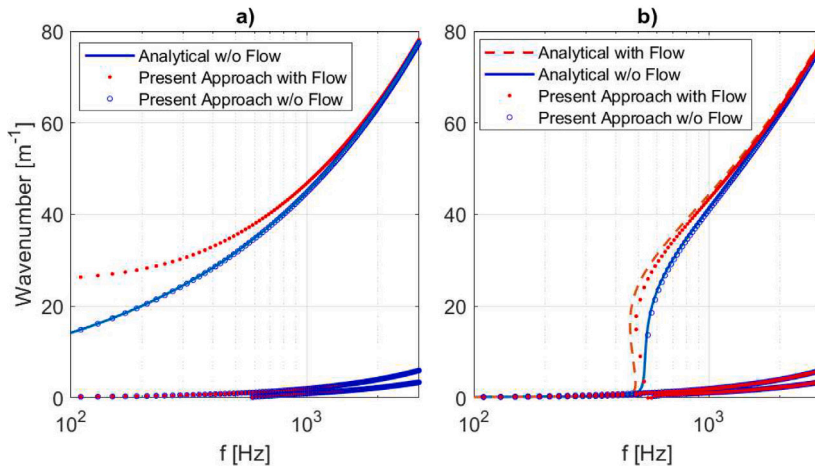 a)
Analytical w/o Flow
Present Approach with Flow
Present Approach w/o Flow
80
60
40
20
0
Wavenumber [m⁻¹]
10²
10³
f [Hz]
b)
Analytical with Flow
Analytical w/o Flow
Present Approach with Flow
Present Approach w/o Flow
80
60
40
20
0
10²
10³
f [Hz]